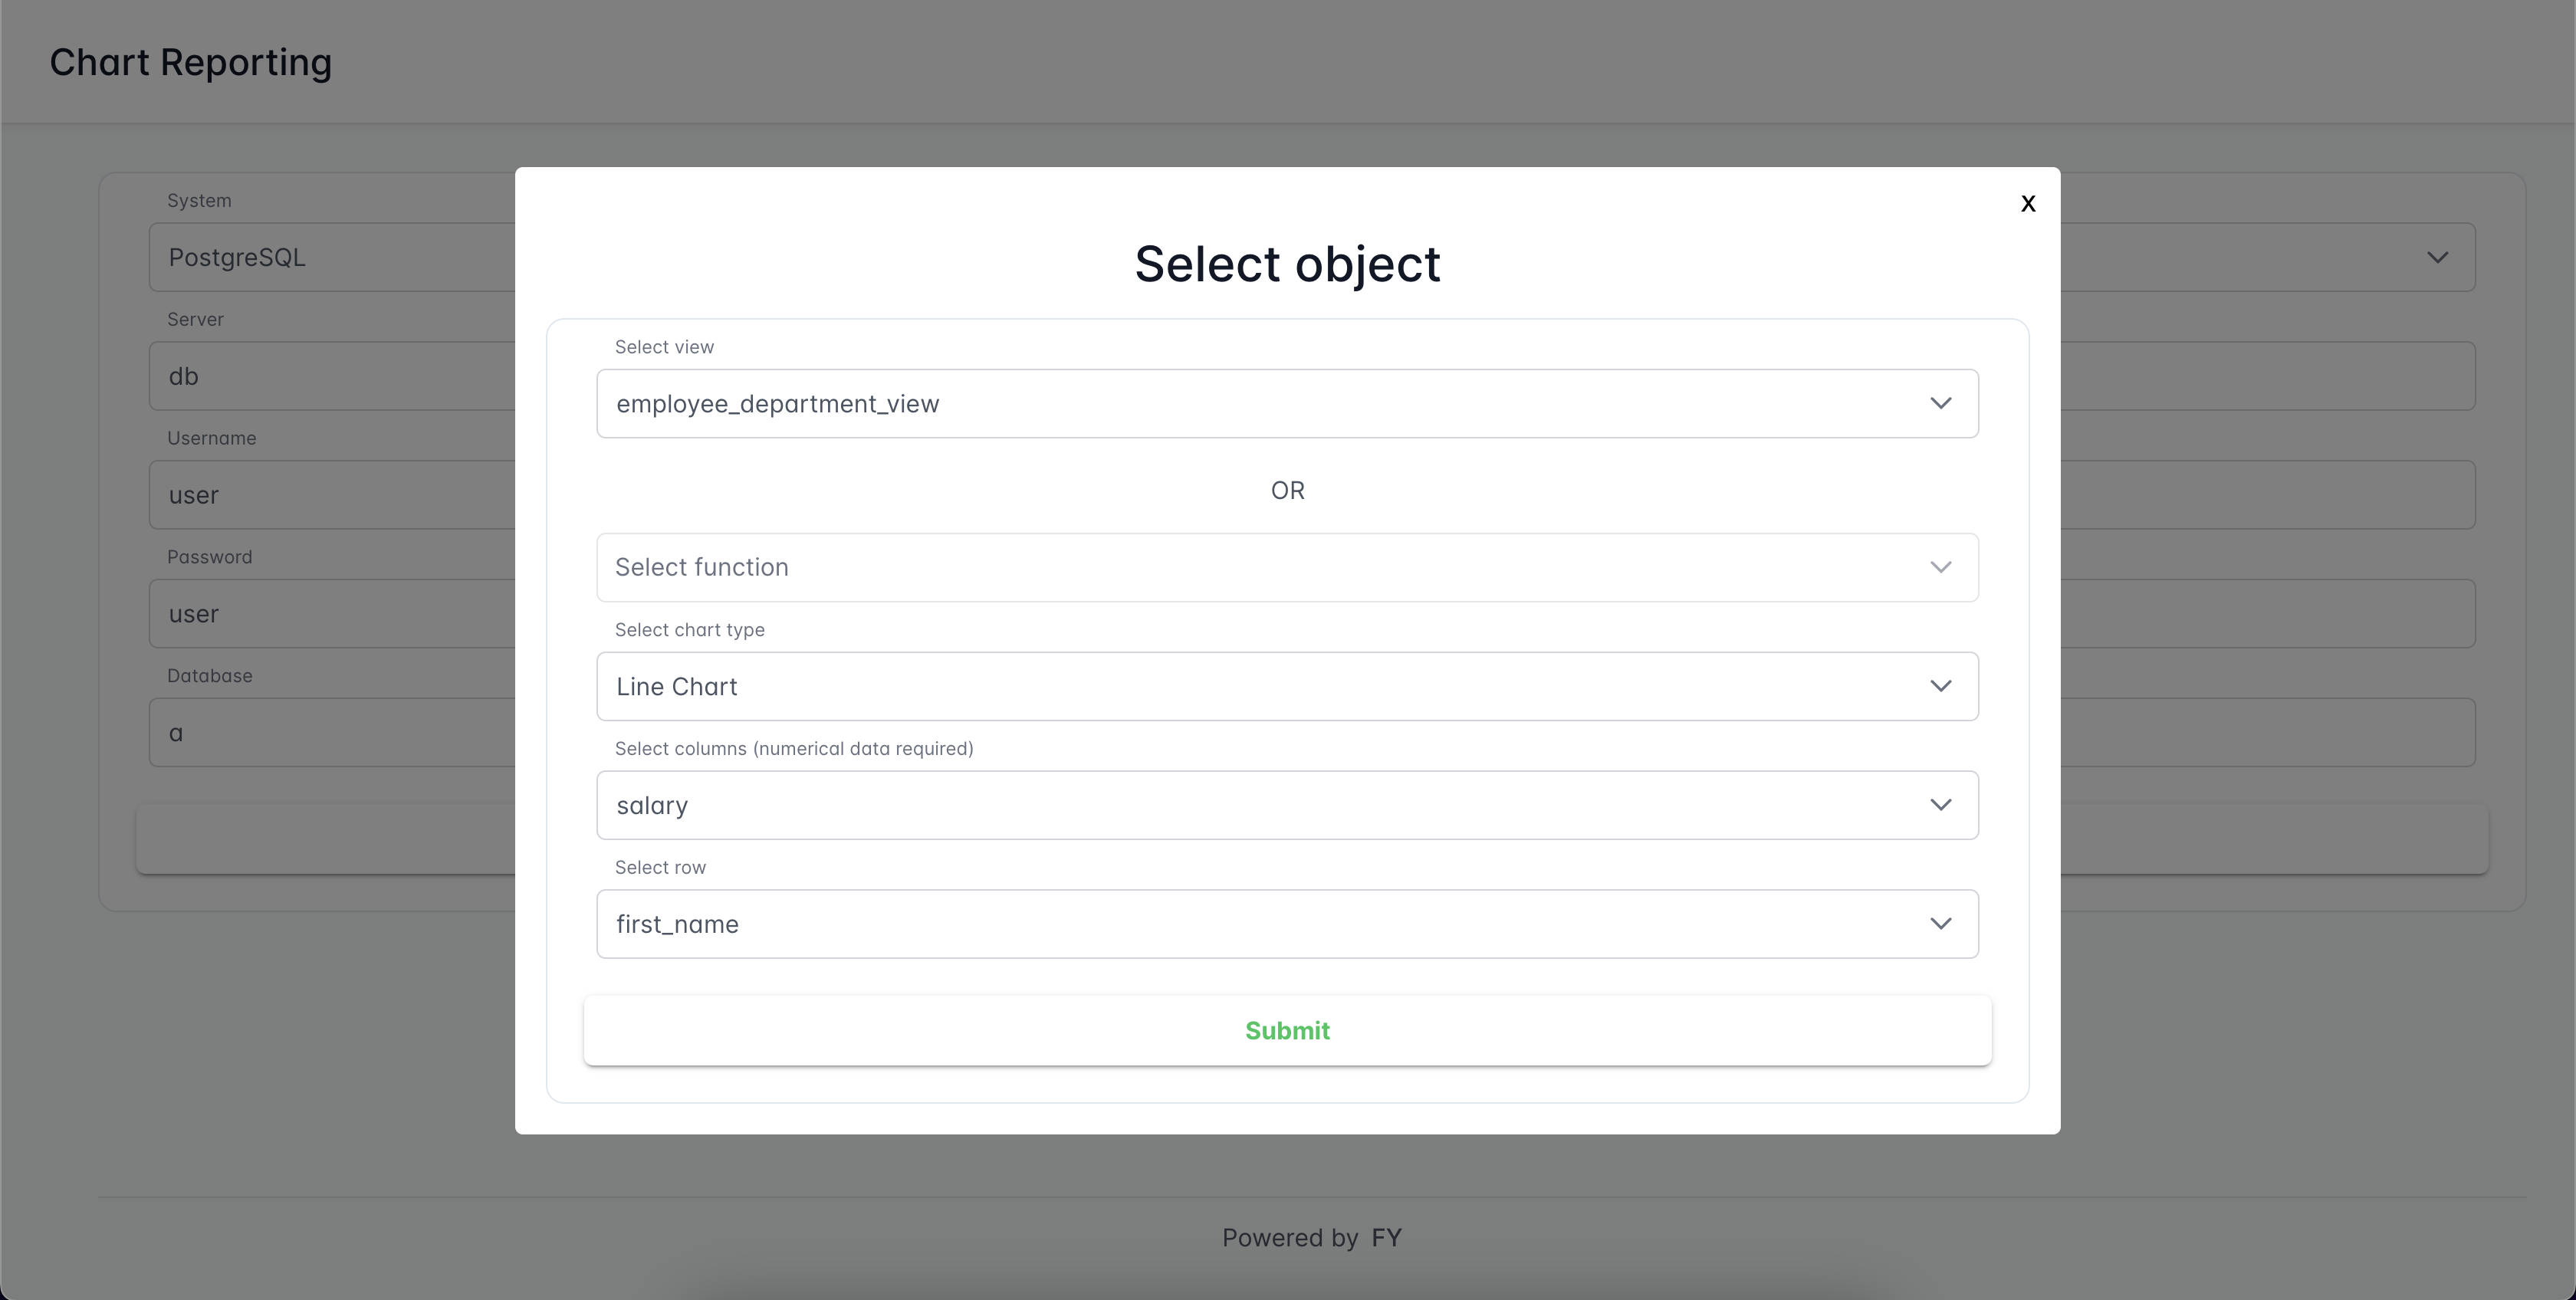 Chart Reporting
System
PostgreSQL
Server
db
Username
user
Password
user
Database
a
X
Select object
Select view
employee_department_view
OR
Select function
Select chart type
Line Chart
Select columns (numerical data required)
salary
Select row
first_name
Submit
Powered by FY